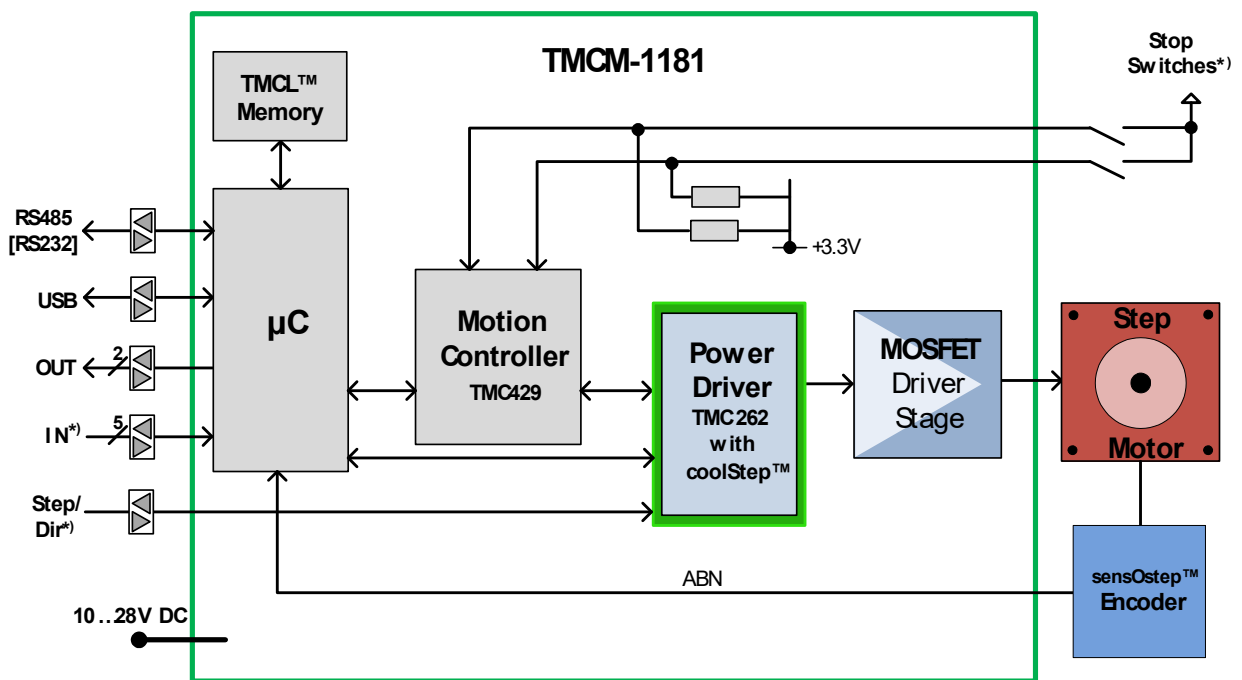 TMCM-1181
Stop
Switches*)
TMCL™
Memory
RS485
[RS232]
+3.3V
USB
µC
Motion
Controller
TMC429
Power
Driver
TMC262
with
coolStep™
MOSFET
Driver
Stage
Step
Motor
2
OUT
5
IN*)
Step/
Dir*)
ABN
sensOstep™
Encoder
10...28V DC